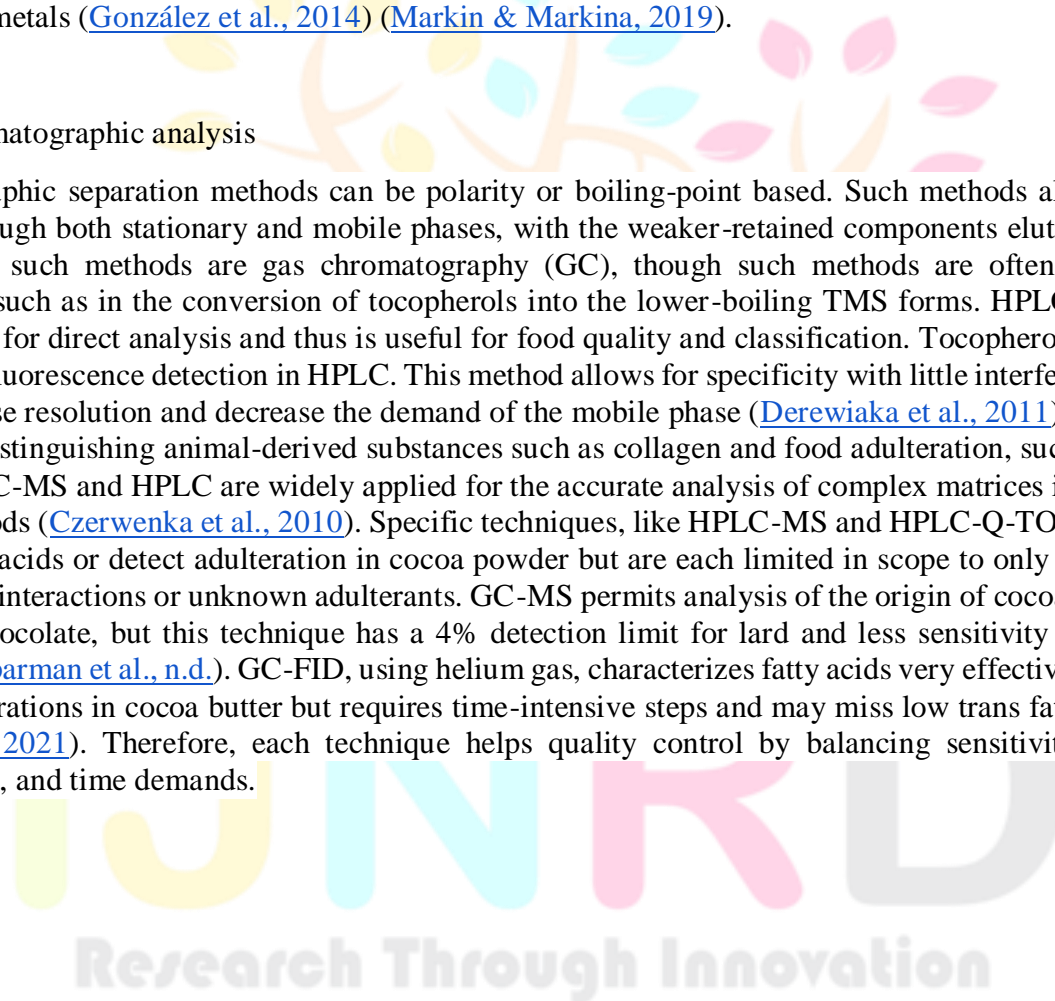 metals (González et al., 2014) (Markin & Markina, 2019).
matographic analysis
phic separation methods can be polarity or boiling-point based. Such methods al
ugh both stationary and mobile phases, with the weaker-retained components elut
such methods are gas chromatography (GC), though such methods are often
such as in the conversion of tocopherols into the lower-boiling TMS forms. HPLC
for direct analysis and thus is useful for food quality and classification. Tocophero
uorescence detection in HPLC. This method allows for specificity with little interfe
se resolution and decrease the demand of the mobile phase (Derewiaka et al., 2011)
stinguishing animal-derived substances such as collagen and food adulteration, suc
C-MS and HPLC are widely applied for the accurate analysis of complex matrices i
ods (Czerwenka et al., 2010). Specific techniques, like HPLC-MS and HPLC-Q-TO
acids or detect adulteration in cocoa powder but are each limited in scope to only
interactions or unknown adulterants. GC-MS permits analysis of the origin of cocoa
ocolate, but this technique has a 4% detection limit for lard and less sensitivity
parman et al., n.d.). GC-FID, using helium gas, characterizes fatty acids very effectiv
rations in cocoa butter but requires time-intensive steps and may miss low trans fat
2021). Therefore, each technique helps quality control by balancing sensitivit
, and time demands.
IJNRD
Research Through Innovation